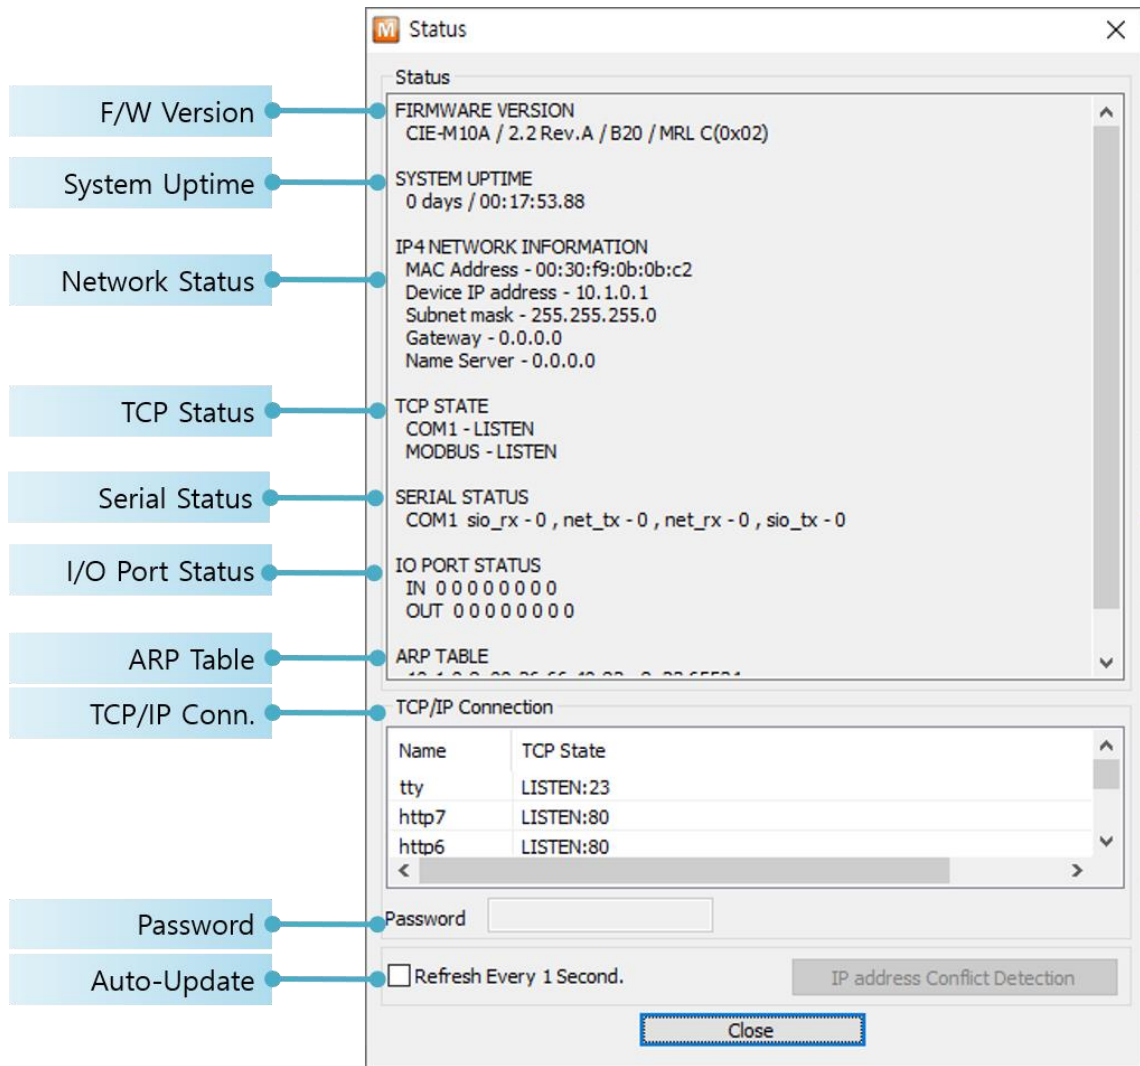 M Status
Status
F/W Version
FIRMWARE VERSION
CIE-M10A / 2.2 Rev.A / B20 / MRL C(0x02)
System Uptime
SYSTEM UPTIME
0 days / 00:17:53.88
Network Status
IP4 NETWORK INFORMATION
MAC Address - 00:30:f9:0b:0b:c2
Device IP address - 10.1.0.1
Subnet mask - 255.255.255.0
Gateway - 0.0.0.0
Name Server - 0.0.0.0
TCP Status
TCP STATE
COM1 - LISTEN
MODBUS - LISTEN
Serial Status
SERIAL STATUS
COM1 sio_rx - 0 , net_tx - 0 , net_rx - 0 , sio_tx - 0
I/O Port Status
IO PORT STATUS
IN 0 0 0 0 0 0 0 0
OUT 0 0 0 0 0 0 0 0
ARP Table
ARP TABLE
TCP/IP Conn.
TCP/IP Connection
Name TCP State
tty LISTEN:23
http7 LISTEN:80
http6 LISTEN:80
Password
Password
Auto-Update
Refresh Every 1 Second.
IP address Conflict Detection
Close